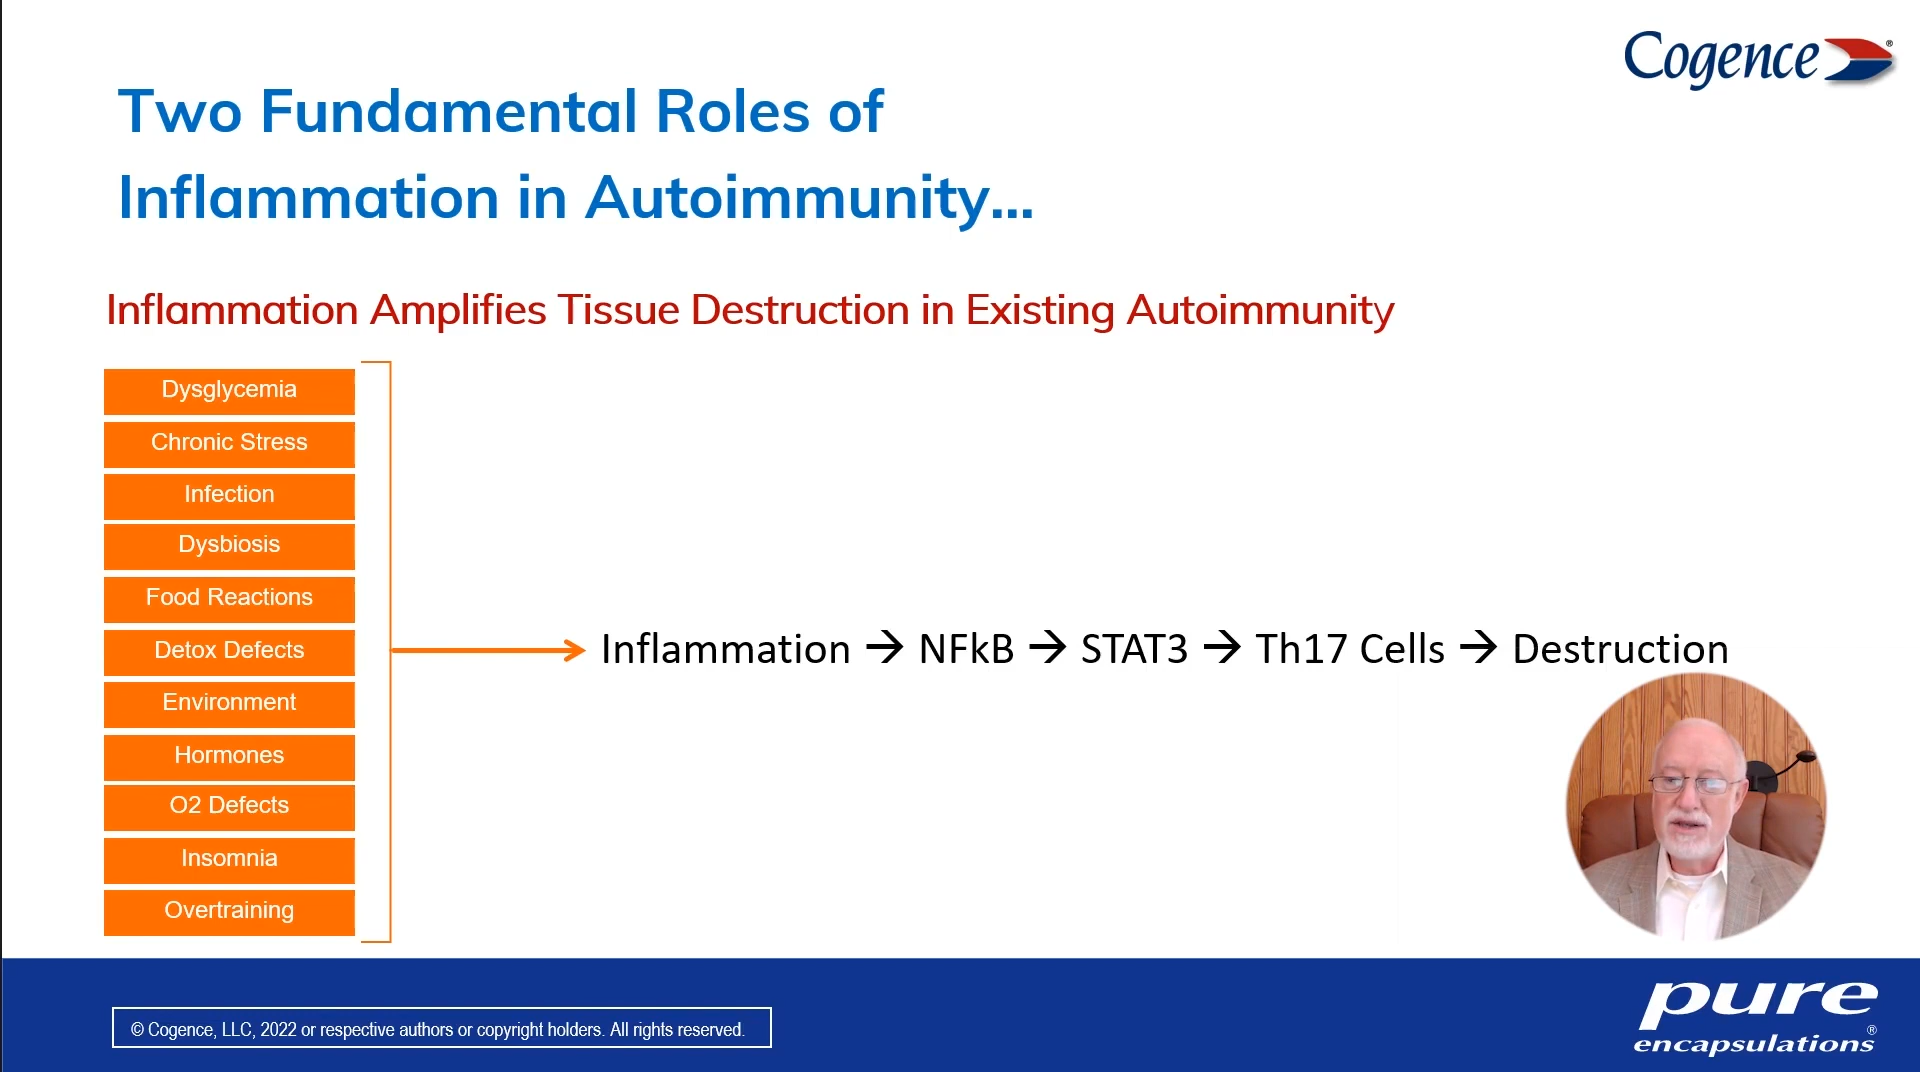 Cogence®
Two Fundamental Roles of
Inflammation in Autoimmunity...
Inflammation Amplifies Tissue Destruction in Existing Autoimmunity
Dysglycemia
Chronic Stress
Infection
Dysbiosis
Food Reactions
Detox Defects
Environment
Hormones
O2 Defects
Insomnia
Overtraining
Inflammation → NFkB → STAT3 → Th17 Cells → Destruction
© Cogence, LLC, 2022 or respective authors or copyright holders. All rights reserved.
pure
encapsulations®